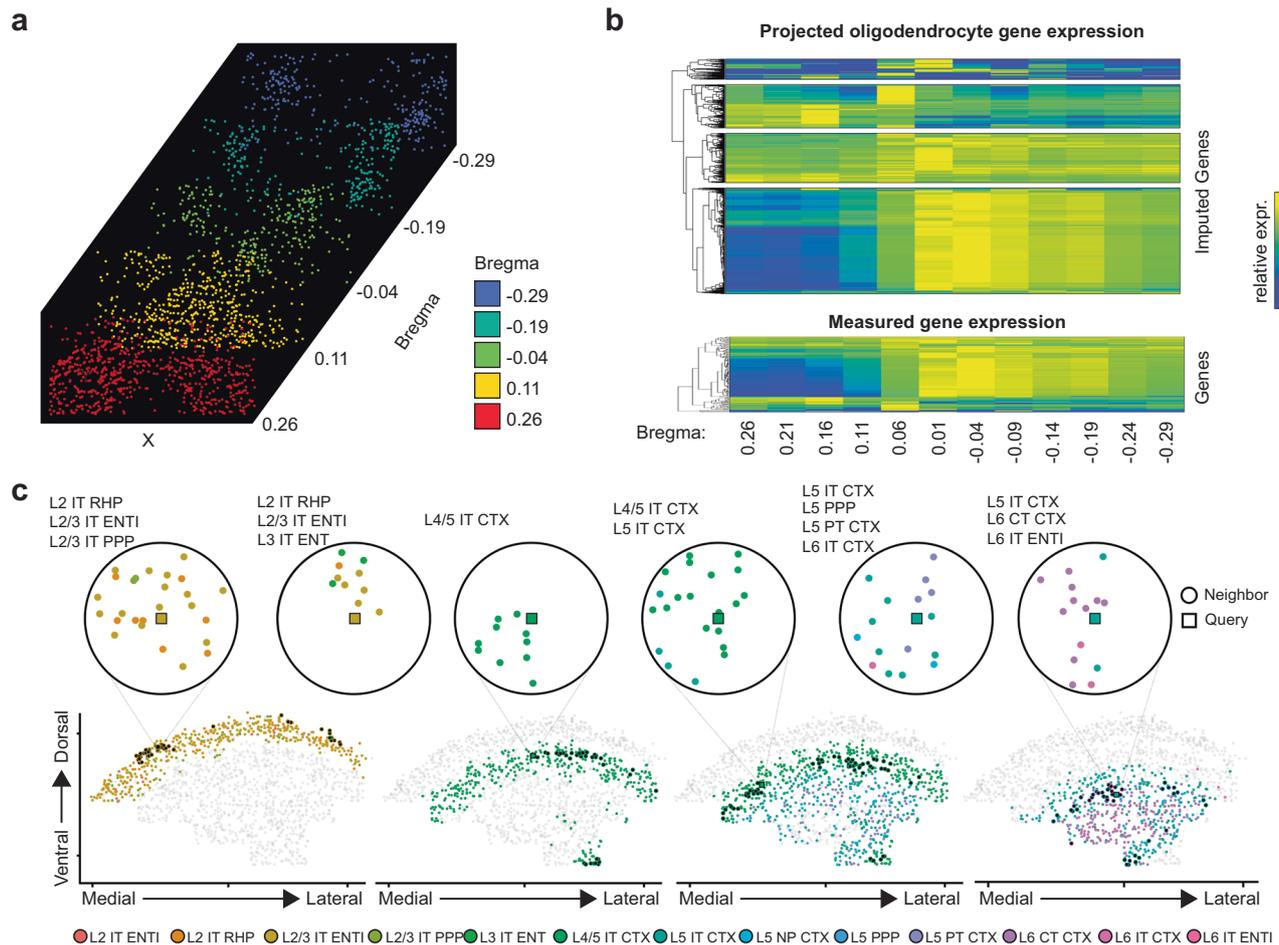 a
-0.29
-0.19
-0.04
0.11
0.26
Bregma
X
Bregma
-0.29
-0.19
-0.04
0.11
0.26
b
Projected oligodendrocyte gene expression
Imputed Genes
relative expr.
Measured gene expression
Genes
Bregma:
0.26
0.21
0.16
0.11
0.06
0.01
-0.04
-0.09
-0.14
-0.19
-0.24
-0.29
c
L2 IT RHP
L2/3 IT ENTI
L2/3 IT PPP
L2 IT RHP
L2/3 IT ENTI
L3 IT ENT
L4/5 IT CTX
L4/5 IT CTX
L5 IT CTX
L5 IT CTX
L5 PPP
L5 PT CTX
L6 IT CTX
L5 IT CTX
L6 CT CTX
L6 IT ENTI
Neighbor
Query
Dorsal
Ventral
Medial Lateral
Medial Lateral
Medial Lateral
Medial Lateral
L2 IT ENTI L2 IT RHP L2/3 IT ENTI L2/3 IT PPP L3 IT ENT L4/5 IT CTX L5 IT CTX L5 NP CTX L5 PPP L5 PT CTX L6 CT CTX L6 IT CTX L6 IT ENTI